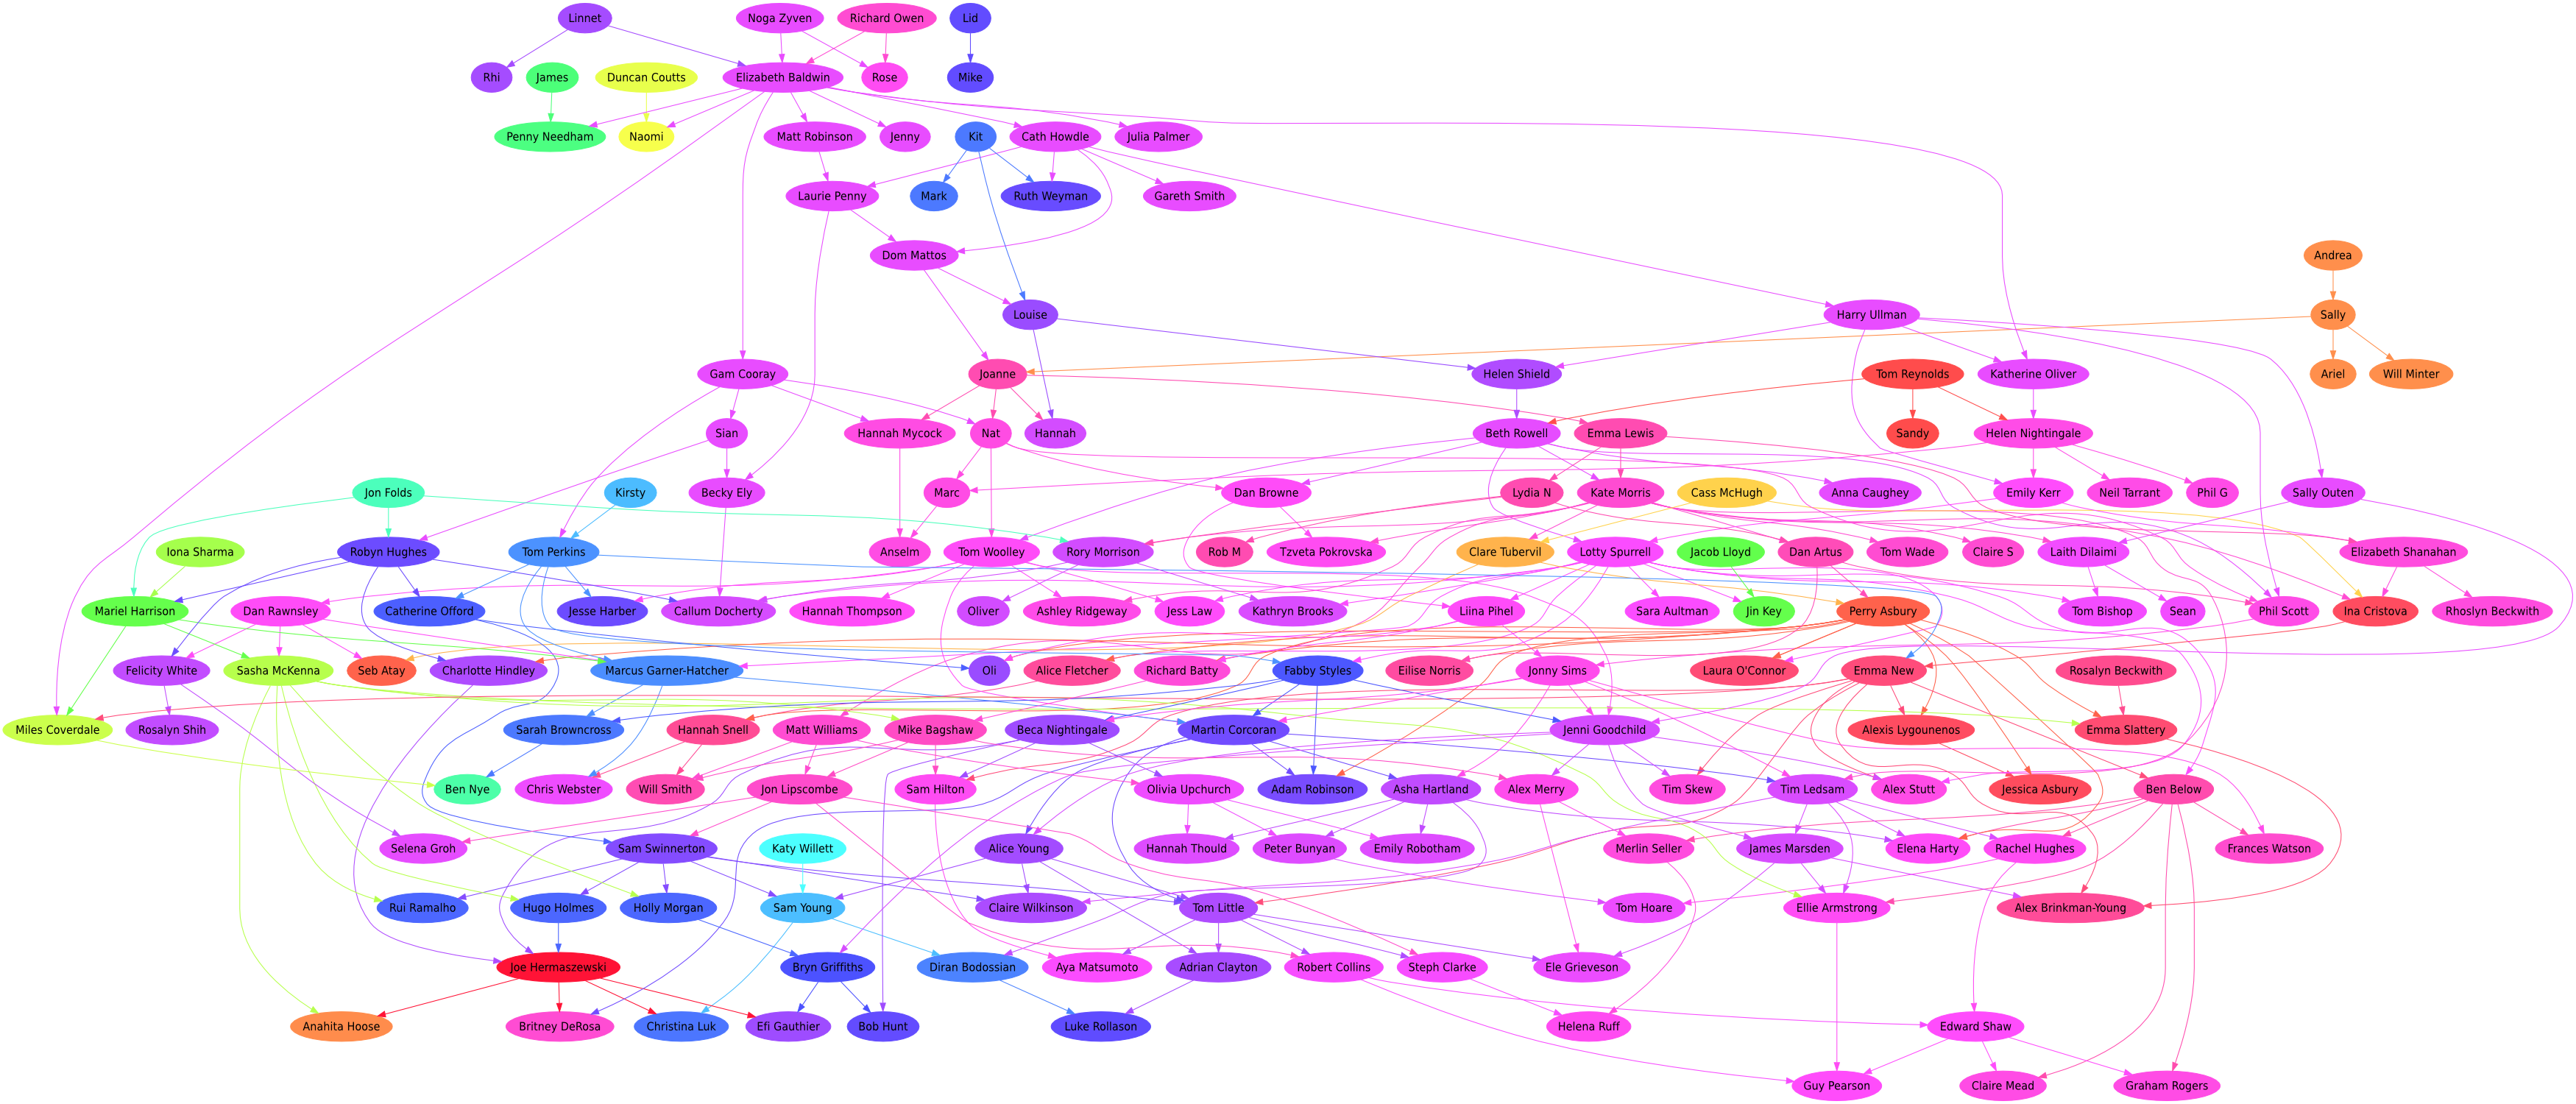 Linnet
Noga Zyven
Richard Owen
Lid
Rhi
James
Duncan Coutts
Elizabeth Baldwin
Rose
Mike
Penny Needham
Naomi
Matt Robinson
Jenny
Kit
Cath Howdle
Julia Palmer
Laurie Penny
Mark
Ruth Weyman
Gareth Smith
Dom Mattos
Andrea
Louise
Harry Ullman
Sally
Gam Cooray
Joanne
Helen Shield
Tom Reynolds
Katherine Oliver
Ariel
Will Minter
Sian
Hannah Mycock
Nat
Hannah
Beth Rowell
Emma Lewis
Sandy
Helen Nightingale
Jon Folds
Kirsty
Becky Ely
Marc
Dan Browne
Lydia N
Kate Morris
Cass McHugh
Anna Caughey
Emily Kerr
Neil Tarrant
Phil G
Sally Outen
Iona Sharma
Robyn Hughes
Tom Perkins
Anselm
Tom Woolley
Rory Morrison
Rob M
Tzveta Pokrovska
Clare Tubervil
Lotty Spurrell
Jacob Lloyd
Dan Artus
Tom Wade
Claire S
Laith Dilaimi
Elizabeth Shanahan
Mariel Harrison
Dan Rawnsley
Catherine Offord
Jesse Harber
Callum Docherty
Hannah Thompson
Oliver
Ashley Ridgeway
Jess Law
Kathryn Brooks
Liina Pihel
Sara Aultman
Jin Key
Perry Asbury
Tom Bishop
Sean
Phil Scott
Ina Cristova
Rhoslyn Beckwith
Felicity White
Sasha McKenna
Seb Atay
Charlotte Hindley
Marcus Garner-Hatcher
Oli
Alice Fletcher
Richard Batty
Fabby Styles
Eilise Norris
Jonny Sims
Laura O'Connor
Emma New
Rosalyn Beckwith
Miles Coverdale
Rosalyn Shih
Sarah Browncross
Hannah Snell
Matt Williams
Mike Bagshaw
Beca Nightingale
Martin Corcoran
Jenni Goodchild
Alexis Lygounenos
Emma Slattery
Ben Nye
Chris Webster
Will Smith
Jon Lipscombe
Sam Hilton
Olivia Upchurch
Adam Robinson
Asha Hartland
Alex Merry
Tim Skew
Tim Ledsam
Alex Stutt
Jessica Asbury
Ben Below
Selena Groh
Sam Swinnerton
Katy Willett
Alice Young
Hannah Thould
Peter Bunyan
Emily Robotham
Merlin Seller
James Marsden
Elena Harty
Rachel Hughes
Frances Watson
Rui Ramalho
Hugo Holmes
Holly Morgan
Sam Young
Claire Wilkinson
Tom Little
Tom Hoare
Ellie Armstrong
Alex Brinkman-Young
Joe Hermaszewski
Bryn Griffiths
Diran Bodossian
Aya Matsumoto
Adrian Clayton
Robert Collins
Steph Clarke
Ele Grieveson
Anahita Hoose
Britney DeRosa
Christina Luk
Efi Gauthier
Bob Hunt
Luke Rollason
Helena Ruff
Edward Shaw
Guy Pearson
Claire Mead
Graham Rogers